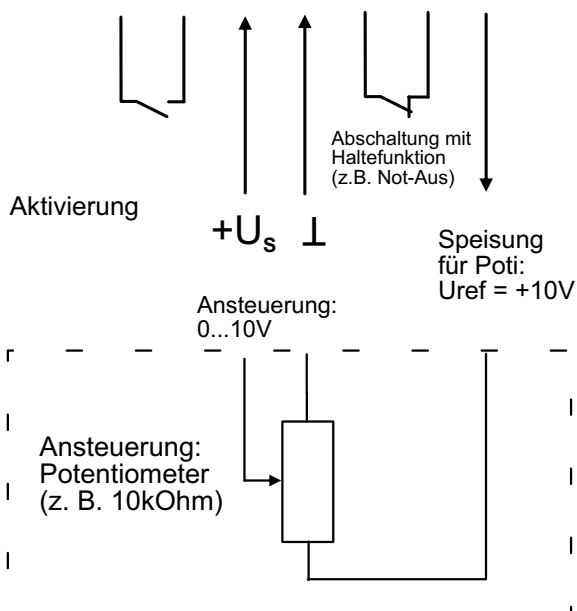 Abschaltung mit
Haltefunktion
(z.B. Not-Aus)
Aktivierung
+Us ⊥
Speisung
für Poti:
Uref = +10V
Ansteuerung:
0...10V
Ansteuerung:
Potentiometer
(z. B. 10kOhm)